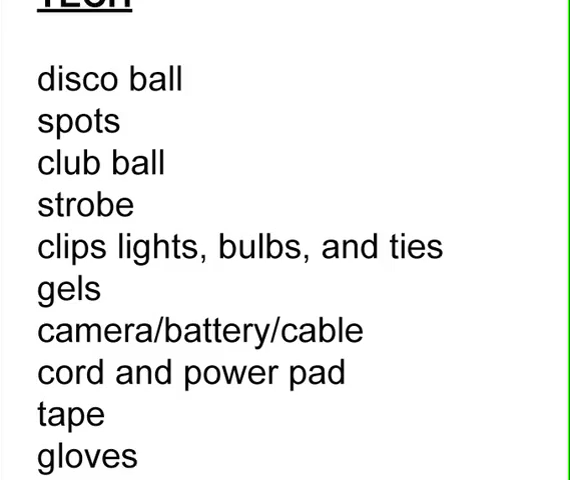 TECH
disco ball
spots
club ball
strobe
clips lights, bulbs, and ties
gels
camera/battery/cable
cord and power pad
tape
gloves